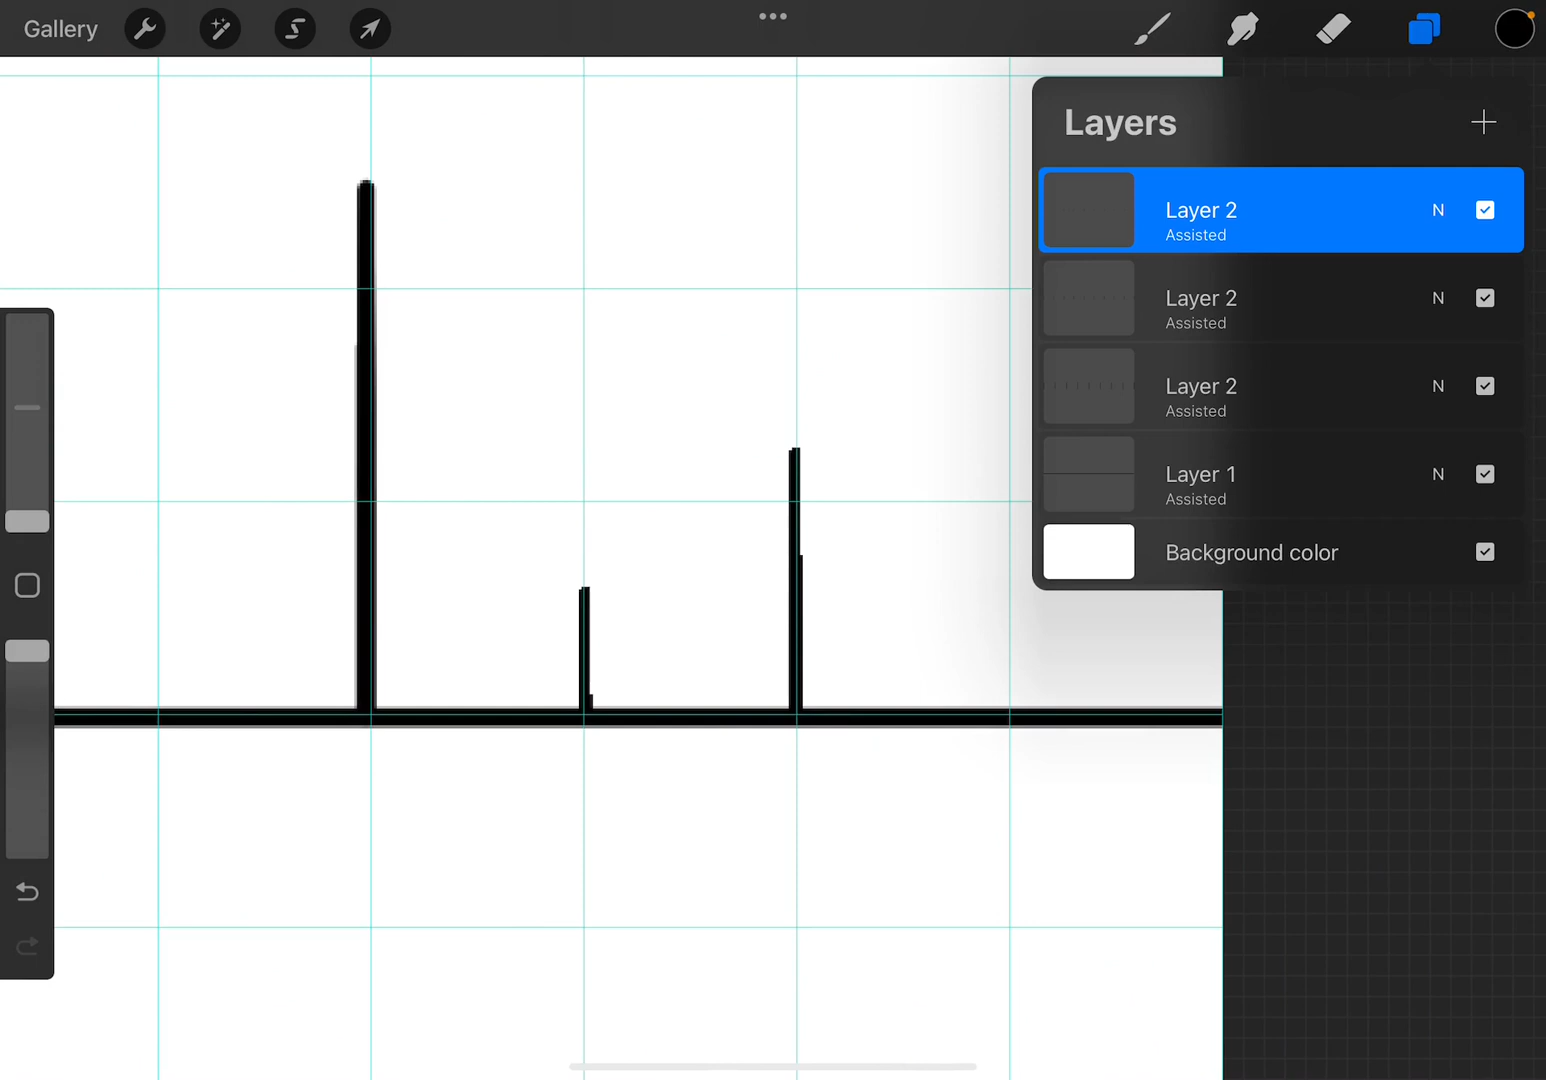 Gallery
Layers
Layer 2
N
Assisted
Layer 2
N
Assisted
Layer 2
N
Assisted
Layer 1
N
Assisted
Background color